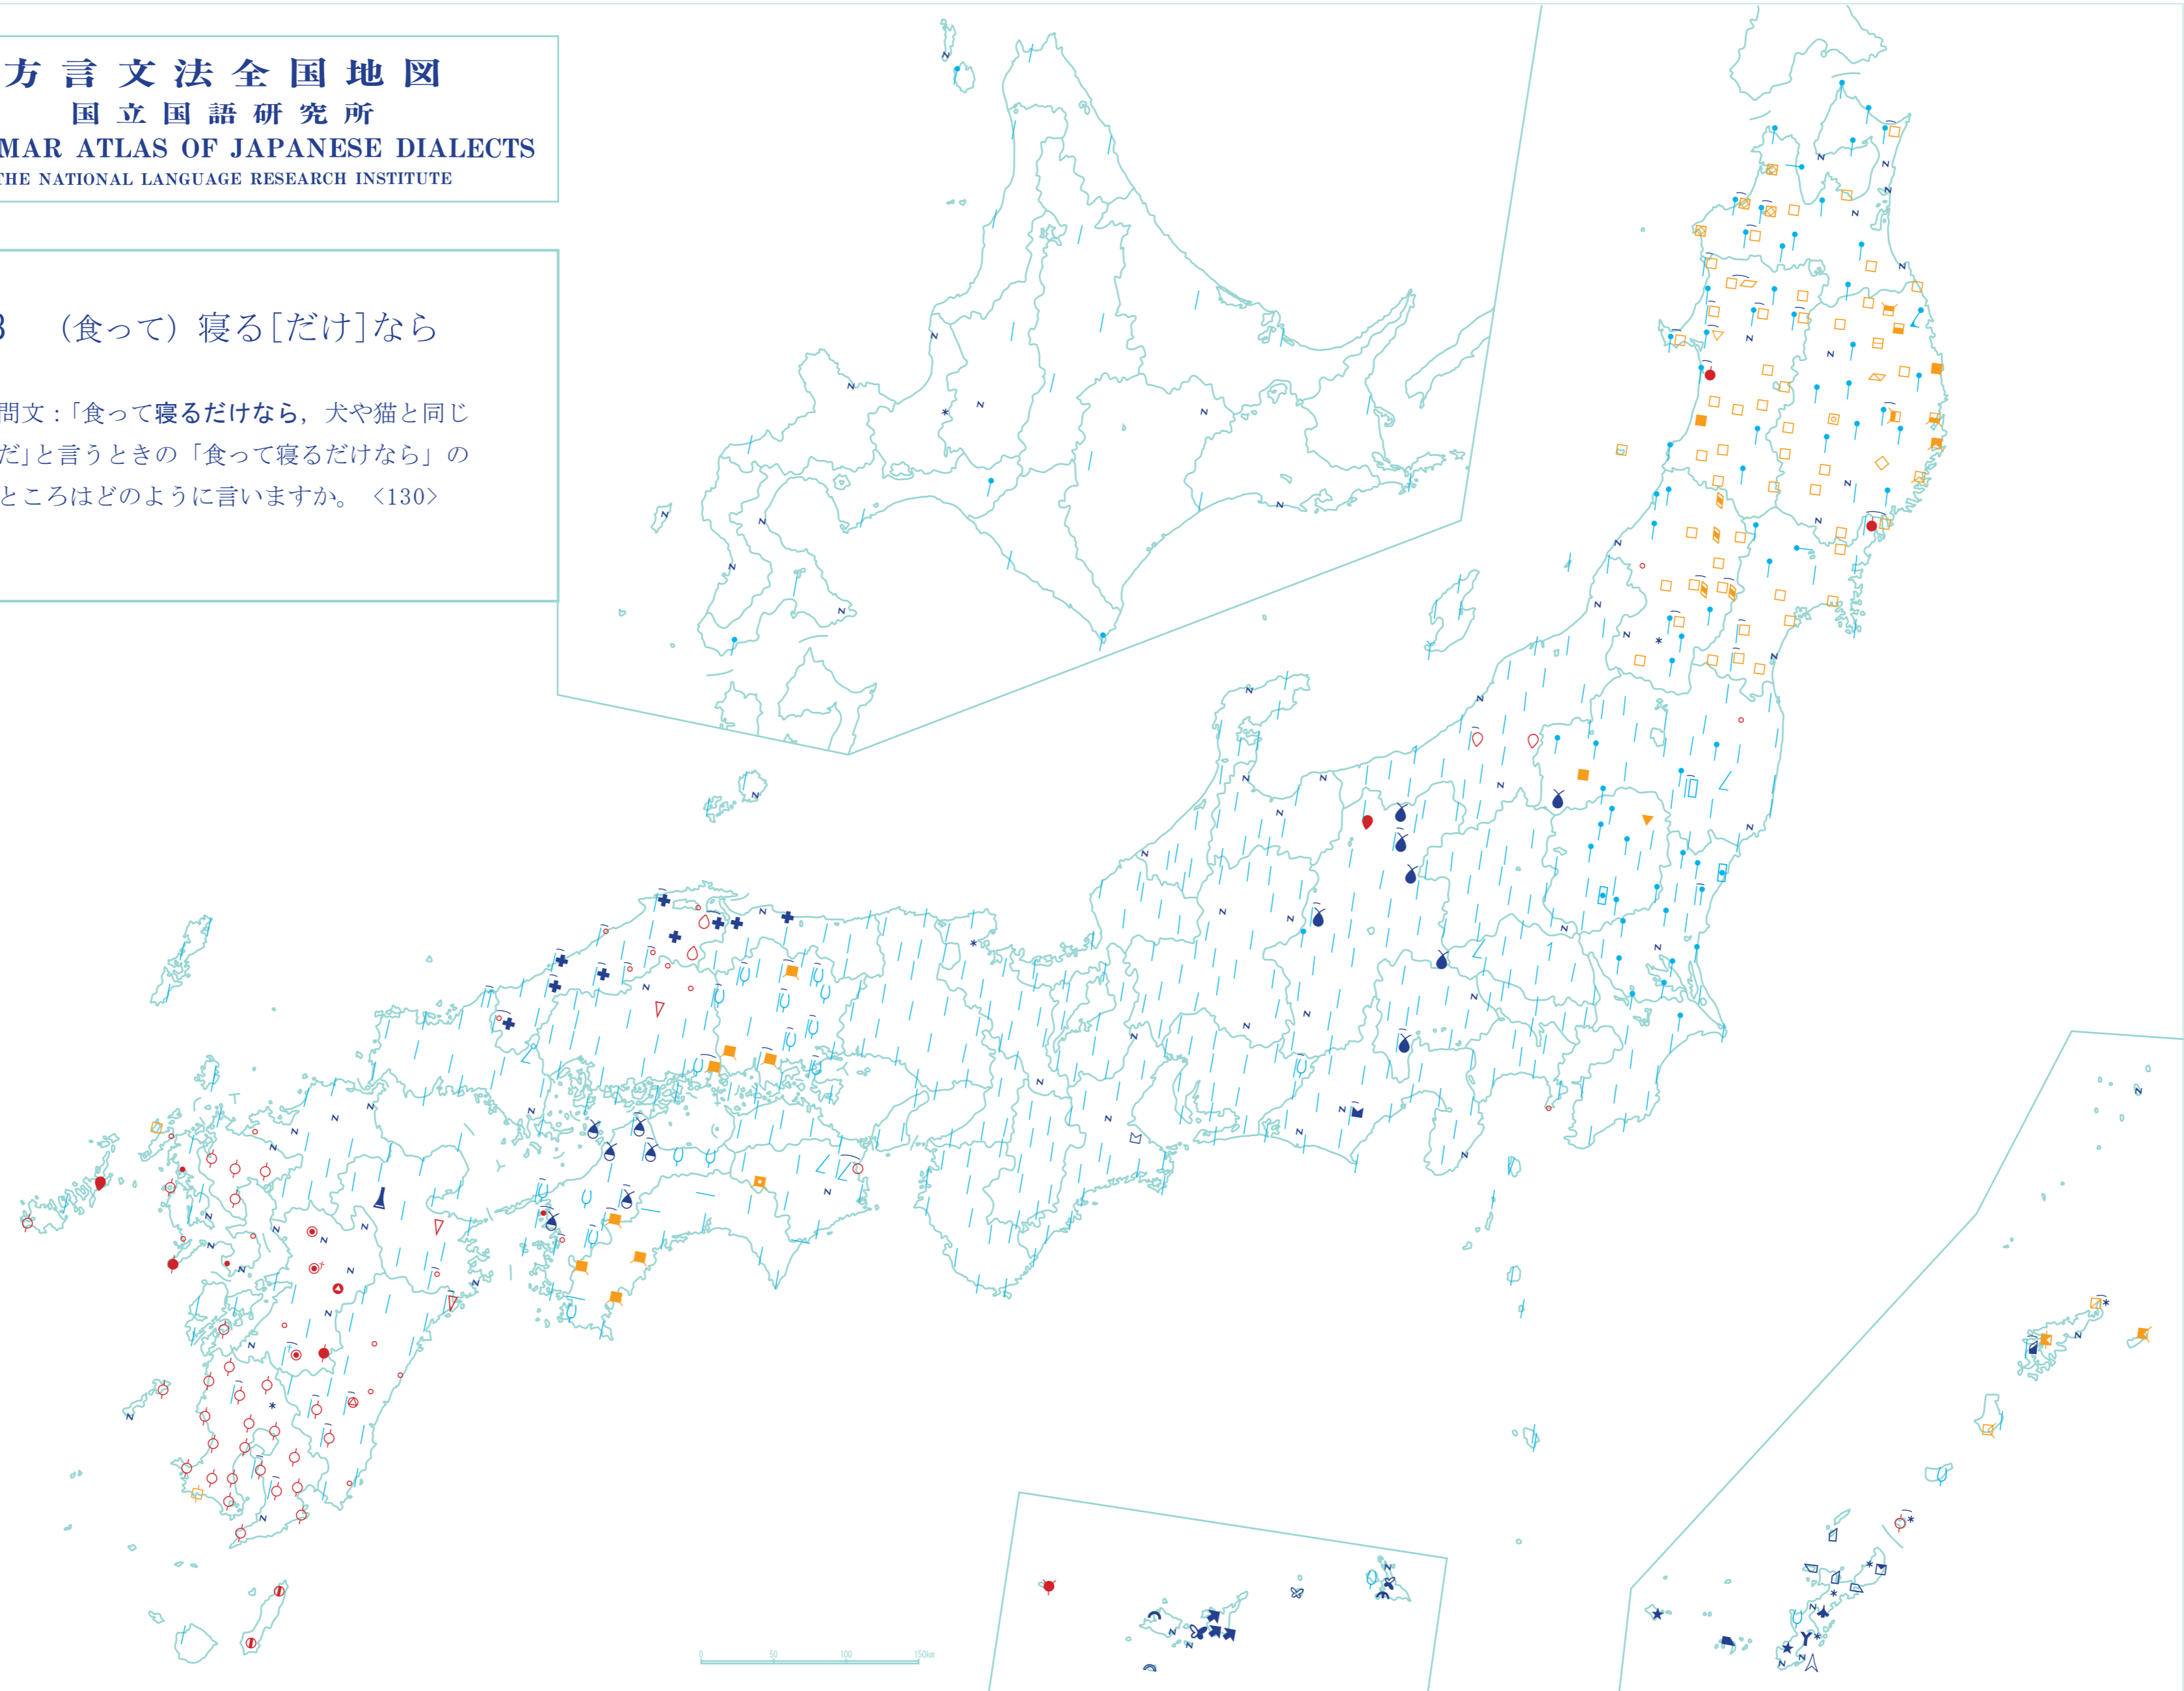 方言文法全国地図
国立国語研究所
MAR ATLAS OF JAPANESE DIALECTS
THE NATIONAL LANGUAGE RESEARCH INSTITUTE
3 (食って)寝る[だけ]なら
問文:「食って寝るだけなら,犬や猫と同じ
だ」と言うときの「食って寝るだけなら」の
ところはどのように言いますか。 <130>
0 50 100 150km